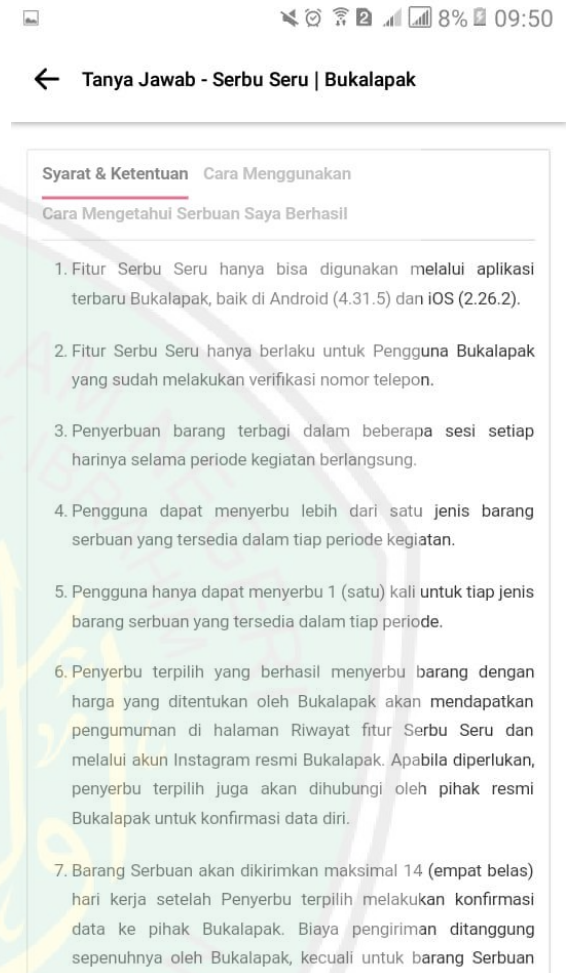 8% 09:50
Tanya Jawab - Serbu Seru | Bukalapak
Syarat & Ketentuan Cara Menggunakan
Cara Mengetahui Serbuan Saya Berhasil
1. Fitur Serbu Seru hanya bisa digunakan melalui aplikasi
terbaru Bukalapak, baik di Android (4.31.5) dan iOS (2.26.2).
2. Fitur Serbu Seru hanya berlaku untuk Pengguna Bukalapak
yang sudah melakukan verifikasi nomor telepon.
3. Penyerbuan barang terbagi dalam beberapa sesi setiap
harinya selama periode kegiatan berlangsung.
4. Pengguna dapat menyerbu lebih dari satu jenis barang
serbuan yang tersedia dalam tiap periode kegiatan.
5. Pengguna hanya dapat menyerbu 1 (satu) kali untuk tiap jenis
barang serbuan yang tersedia dalam tiap periode.
6. Penyerbu terpilih yang berhasil menyerbu barang dengan
harga yang ditentukan oleh Bukalapak akan mendapatkan
pengumuman di halaman Riwayat fitur Serbu Seru dan
melalui akun Instagram resmi Bukalapak. Apabila diperlukan,
penyerbu terpilih juga akan dihubungi oleh pihak resmi
Bukalapak untuk konfirmasi data diri.
7. Barang Serbuan akan dikirimkan maksimal 14 (empat belas)
hari kerja setelah Penyerbu terpilih melakukan konfirmasi
data ke pihak Bukalapak. Biaya pengiriman ditanggung
sepenuhnya oleh Bukalapak, kecuali untuk barang Serbuan